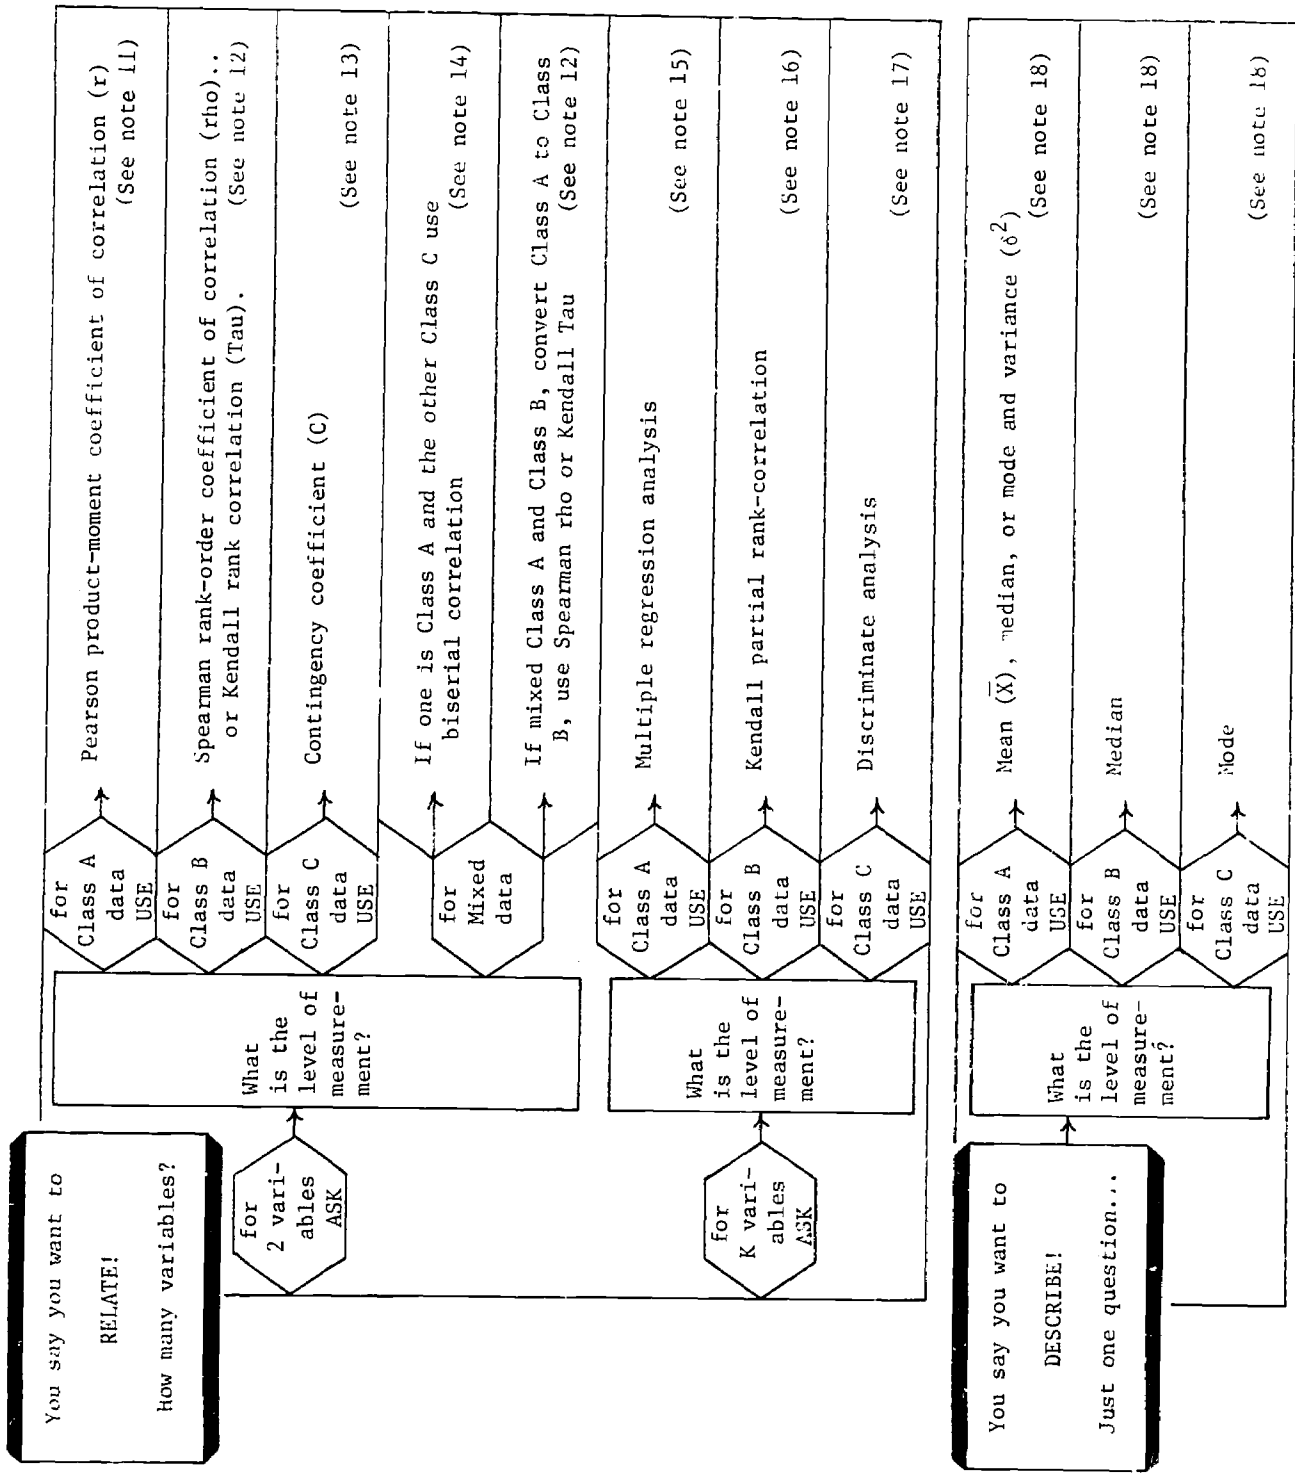 You say you want to
RELATE!
How many variables?
for
2 vari-
ables
ASK
What
is the
level of
measure-
ment?
for
Class A
data
USE
Pearson product-moment coefficient of correlation (r)
(See note 11)
for
Class B
data
USE
Spearman rank-order coefficient of correlation (rho)..
or Kendall rank correlation (Tau). (See note 12)
for
Class C
data
USE
Contingency coefficient (C)
(See note 13)
for
Mixed
data
If one is Class A and the other Class C use
biserial correlation (See note 14)
If mixed Class A and Class B, convert Class A to Class
B, use Spearman rho or Kendall Tau (See note 12)
for
K vari-
ables
ASK
What
is the
level of
measure-
ment?
for
Class A
data
USE
Multiple regression analysis
(See note 15)
for
Class B
data
USE
Kendall partial rank-correlation
(See note 16)
for
Class C
data
USE
Discriminate analysis
(See note 17)
You say you want to
DESCRIBE!
Just one question...
What
is the
level of
measure-
ment?
for
Class A
data
USE
Mean (X̄), median, or mode and variance (δ²)
(See note 18)
for
Class B
data
USE
Median
(See note 18)
for
Class C
data
USE
Mode
(See note 18)